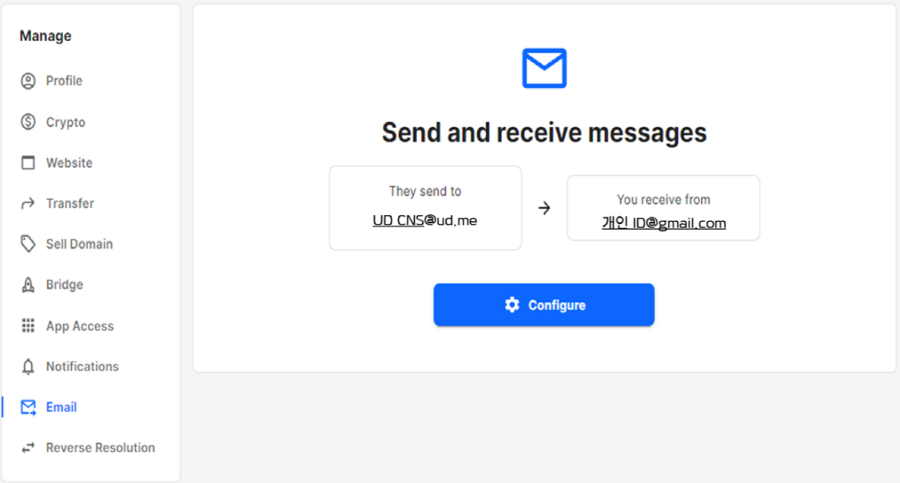 Manage
Profile
Crypto
Website
Transfer
Sell Domain
Bridge
App Access
Notifications
Email
Reverse Resolution
Send and receive messages
They send to
UD CNS@ud.me
You receive from
개인 ID@gmail.com
Configure